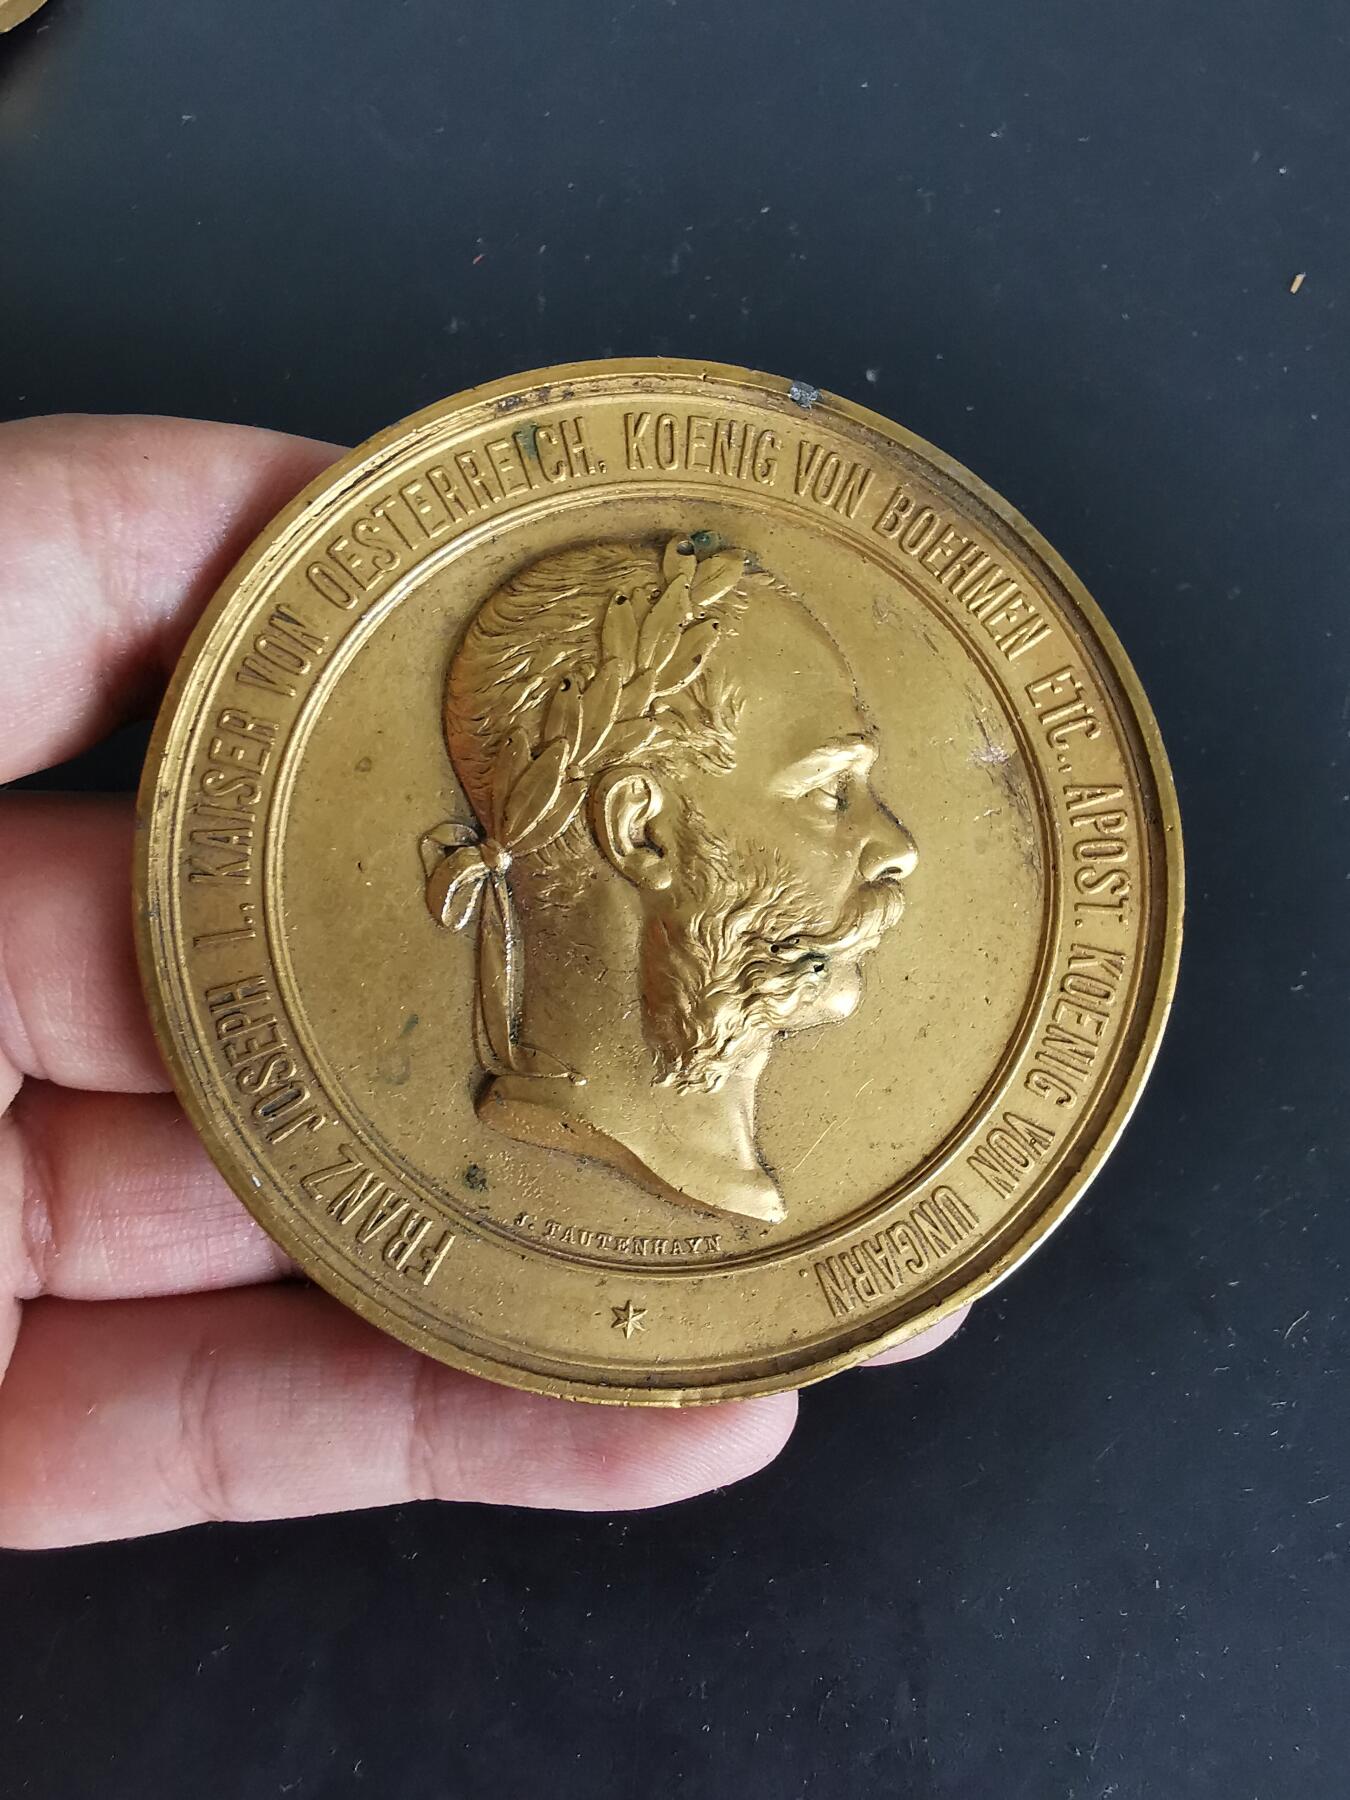 FRANZ JOSEPH I., KAISER VON OESTERREICH, KOENIG VON BOEHMEN ETC., APOST. KOENIG VON UNGARN.
J. TAUTENHAYN